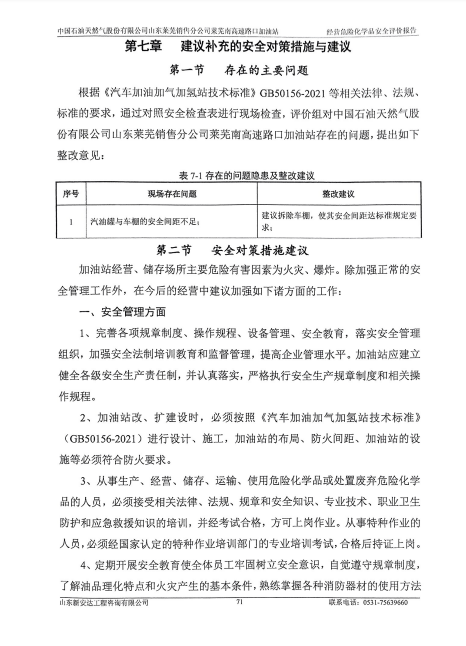 中国石油天然气股份有限公司山东莱芜销售分公司莱芜南高速路口加油站 经营危险化学品安全评价报告
第七章 建议补充的安全对策措施与建议
第一节 存在的主要问题
根据《汽车加油加气加氢站技术标准》GB50156-2021 等相关法律、法规、
标准的要求，通过对照安全检查表进行现场检查，评价组对中国石油天然气股
份有限公司山东莱芜销售分公司莱芜南高速路口加油站存在的问题，提出如下
整改意见：
表 7-1 存在的问题隐患及整改建议
序号 现场存在问题 整改建议
1 汽油罐与车棚的安全间距不足； 建议拆除车棚，使其安全间距达标准规定要
求；
第二节 安全对策措施建议
加油站经营、储存场所主要危险有害因素为火灾、爆炸。除加强正常的安
全管理工作外，在今后的经营中建议加强如下诸方面的工作：
一、安全管理方面
1、完善各项规章制度、操作规程、设备管理、安全教育，落实安全管理
组织，加强安全法制培训教育和监督管理，提高企业管理水平。加油站应建立
健全各级安全生产责任制，并认真落实，严格执行安全生产规章制度和相关操
作规程。
2、加油站改、扩建设时，必须按照《汽车加油加气加氢站技术标准》
（GB50156-2021）进行设计、施工，加油站的布局、防火间距、加油站的设
施等必须符合防火要求。
3、从事生产、经营、储存、运输、使用危险化学品或处置废弃危险化学
品的人员，必须接受相关法律、法规、规章和安全知识、专业技术、职业卫生
防护和应急救援知识的培训，并经考试合格，方可上岗作业。从事特种作业的
人员，必须经国家认定的特种作业培训部门的专业培训考试，合格后持证上岗。
4、定期开展安全教育使全体员工牢固树立安全意识，自觉遵守规章制度，
了解油品理化特点和火灾产生的基本条件，熟练掌握各种消防器材的使用方法
山东新安达工程咨询有限公司 71 联系电话：0531-75639660